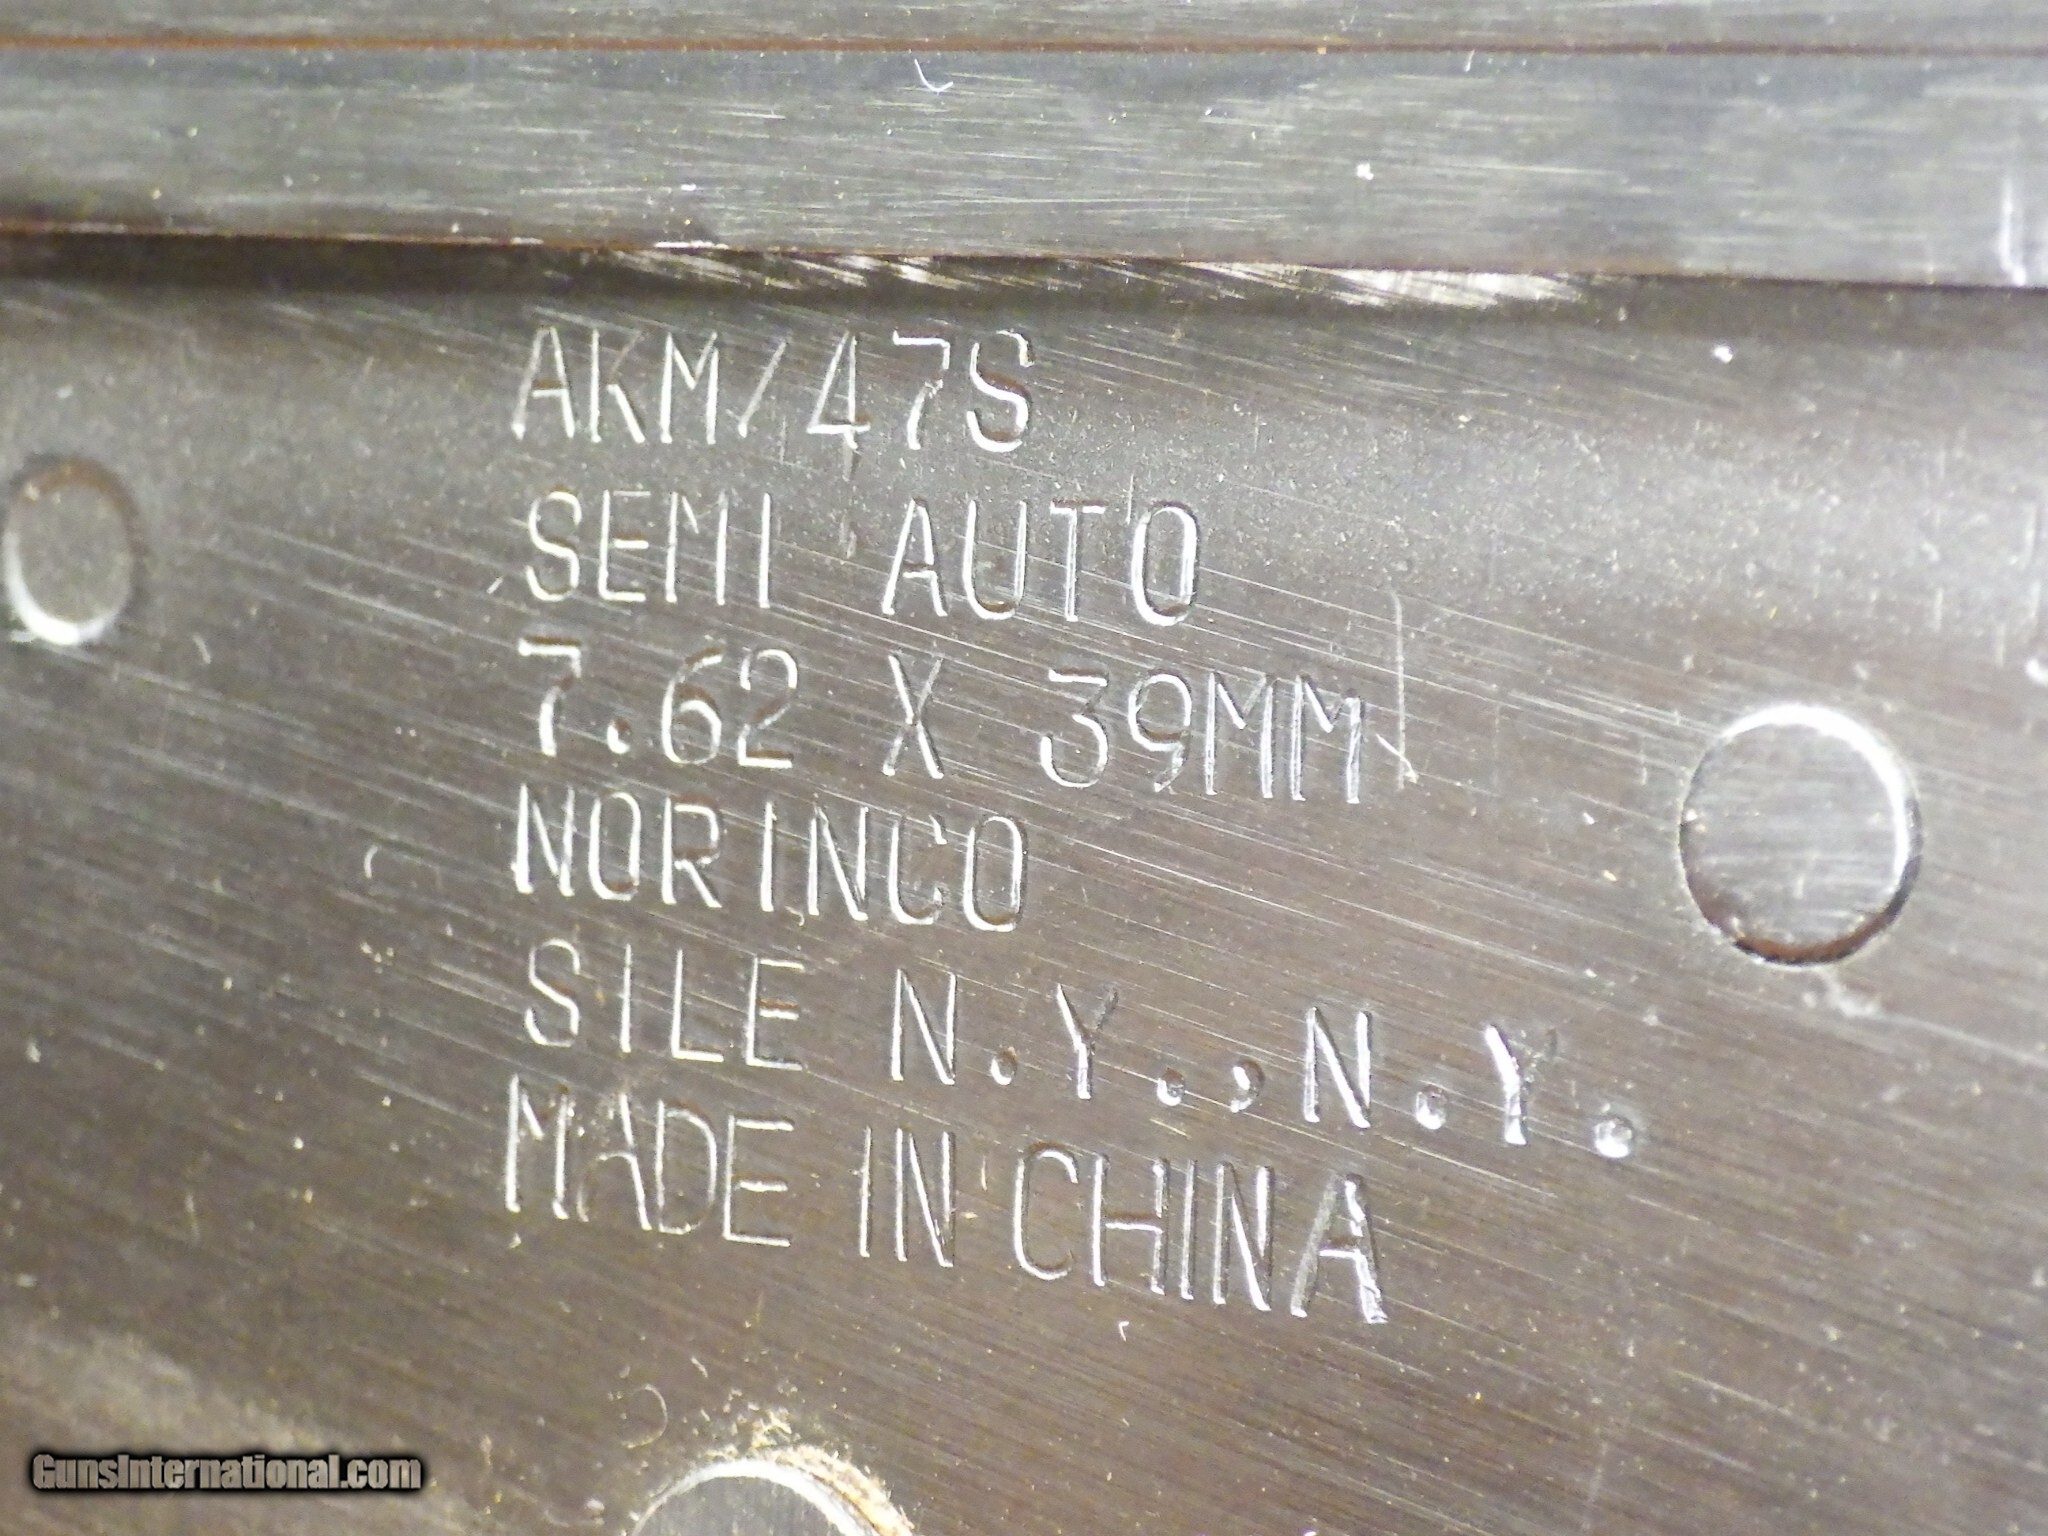 AKM/47S
SEMI AUTO
7.62 X 39MM
NORINCO
SILE N.Y.,N.Y.
MADE IN CHINA
GunsInternational.com